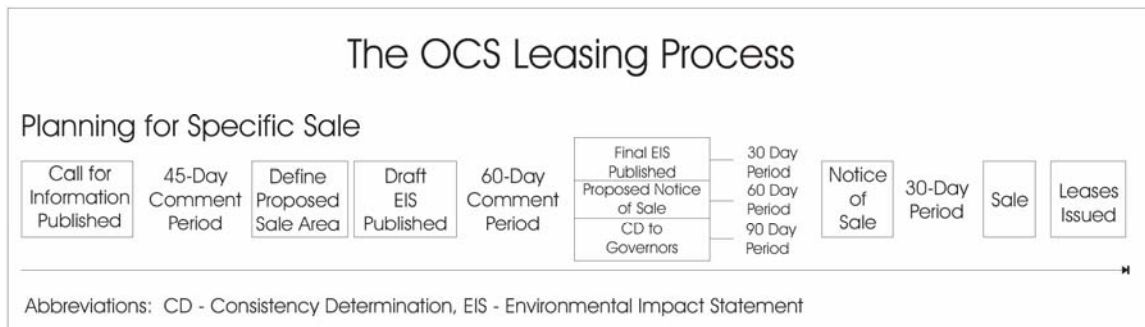 The OCS Leasing Process
Planning for Specific Sale
Call for
Information
Published
45-Day
Comment
Period
Define
Proposed
Sale Area
Draft
EIS
Published
60-Day
Comment
Period
Final EIS
Published
30 Day
Period
Proposed Notice
of Sale
60 Day
Period
CD to
Governors
90 Day
Period
Notice
of
Sale
30-Day
Period
Sale
Leases
Issued
Abbreviations: CD - Consistency Determination, EIS - Environmental Impact Statement